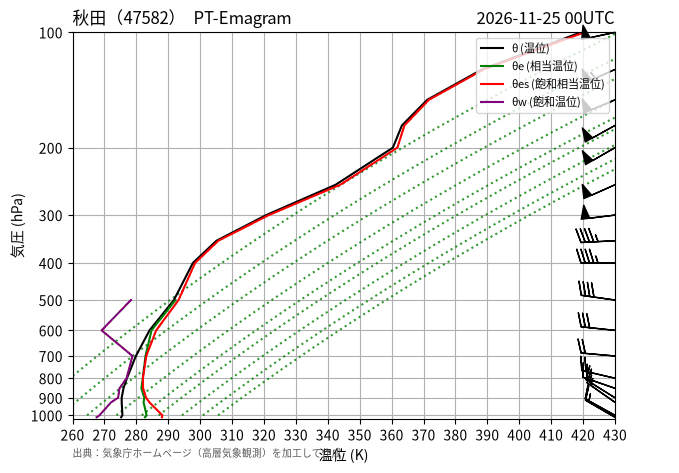 秋田（47582） PT-Emagram
2026-11-25 00UTC
θ (温位)
θe (相当温位)
θes (飽和相当温位)
θw (飽和温位)
気圧 (hPa)
100
200
300
400
500
600
700
800
900
1000
260 270 280 290 300 310 320 330 340 350 360 370 380 390 400 410 420 430
温位 (K)
出典：気象庁ホームページ（高層気象観測）を加工して